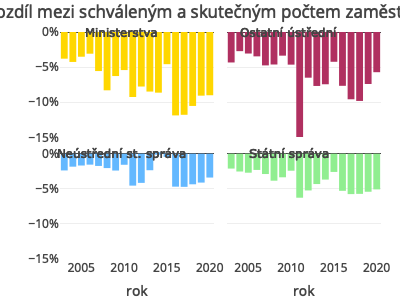 ozdíl mezi schváleným a skutečným počtem zaměst
0% Ministerstva Ostatní ústřední
−5%
−10%
−15%
0% Neústřední st. správa Státní správa
−5%
−10%
−15%
2005 2010 2015 2020 2005 2010 2015 2020
rok rok